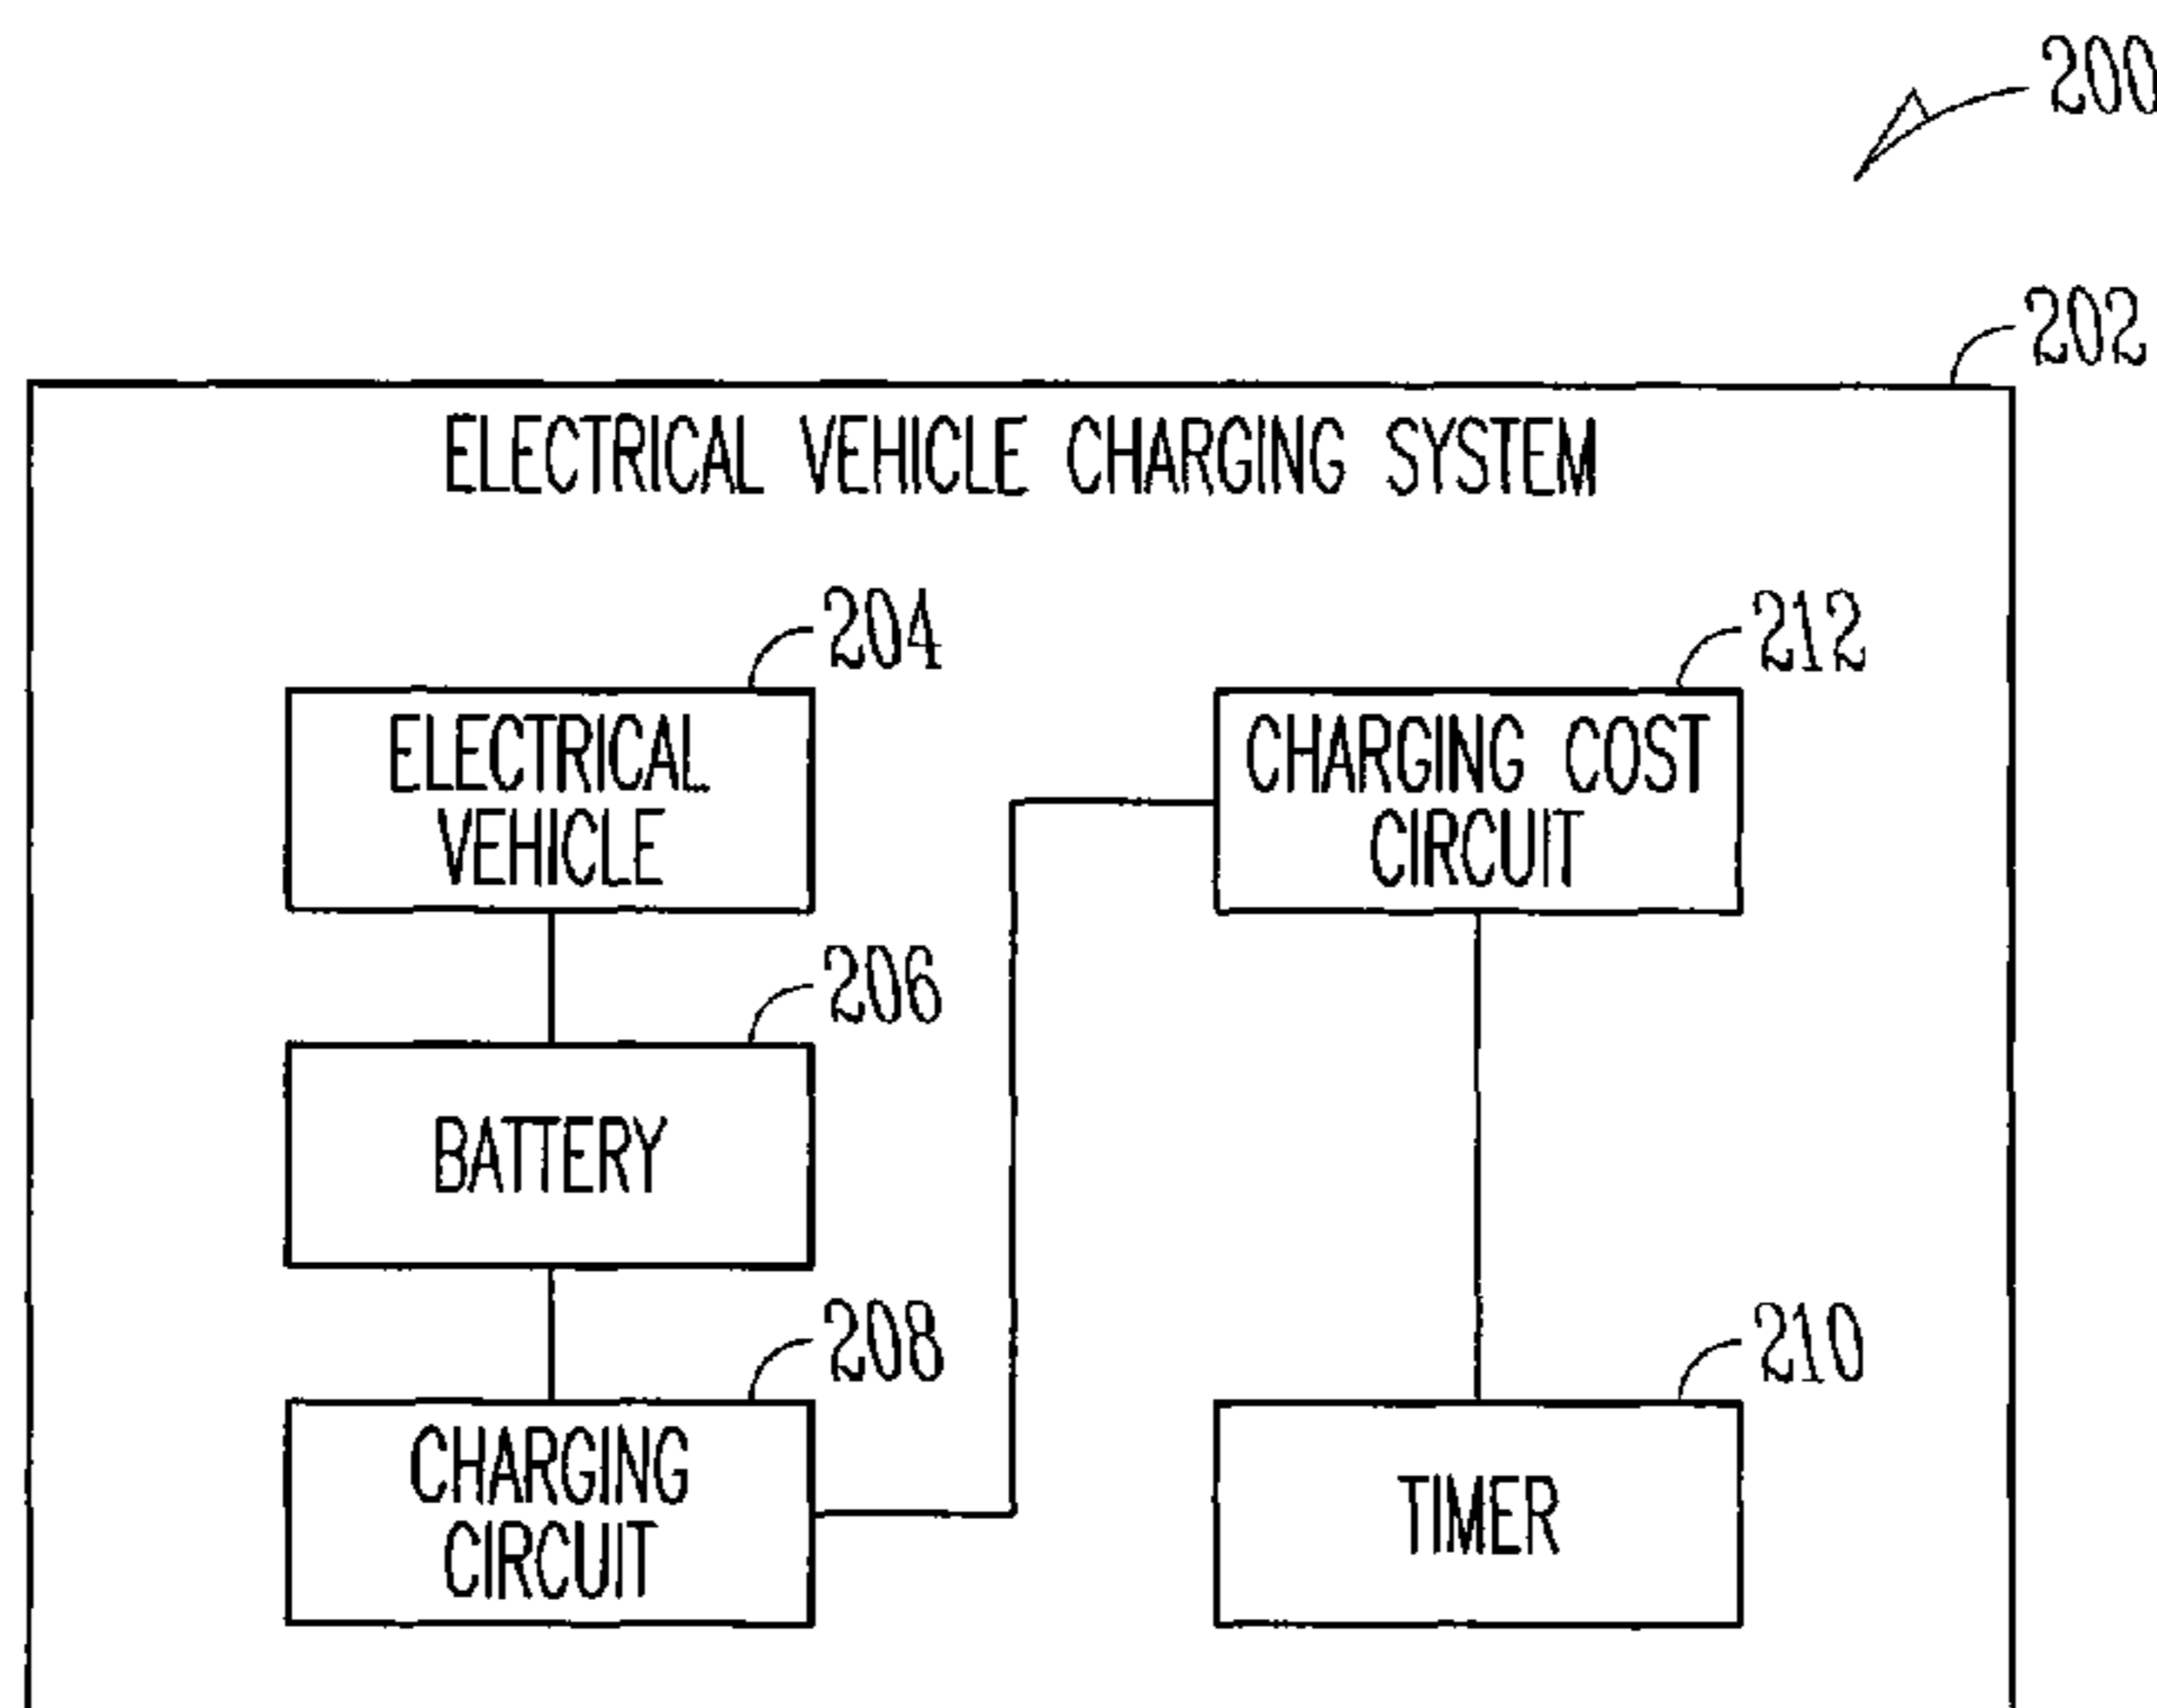 200
202
ELECTRICAL VEHICLE CHARGING SYSTEM
204
212
ELECTRICAL
VEHICLE
CHARGING COST
CIRCUIT
206
BATTERY
208
210
CHARGING
CIRCUIT
TIMER